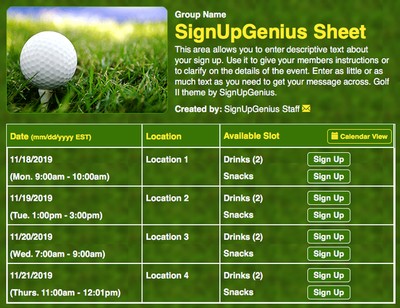 Group Name
SignUpGenius Sheet
This area allows you to enter descriptive text about
your sign up. Use it to give your members instructions or
to clarify on the details of the event. Enter as little or as
much text as you need to get your message across. Golf
II theme by SignUpGenius.
Created by: SignUpGenius Staff
Date (mm/dd/yyyy EST) Location Available Slot Calendar View
11/18/2019 Location 1 Drinks (2) Sign Up
(Mon. 9:00am - 10:00am) Snacks Sign Up
11/19/2019 Location 2 Drinks (2) Sign Up
(Tue. 1:00pm - 3:00pm) Snacks Sign Up
11/20/2019 Location 3 Drinks (2) Sign Up
(Wed. 7:00am - 9:00am) Snacks Sign Up
11/21/2019 Location 4 Drinks (2) Sign Up
(Thurs. 11:00am - 12:01pm) Snacks Sign Up